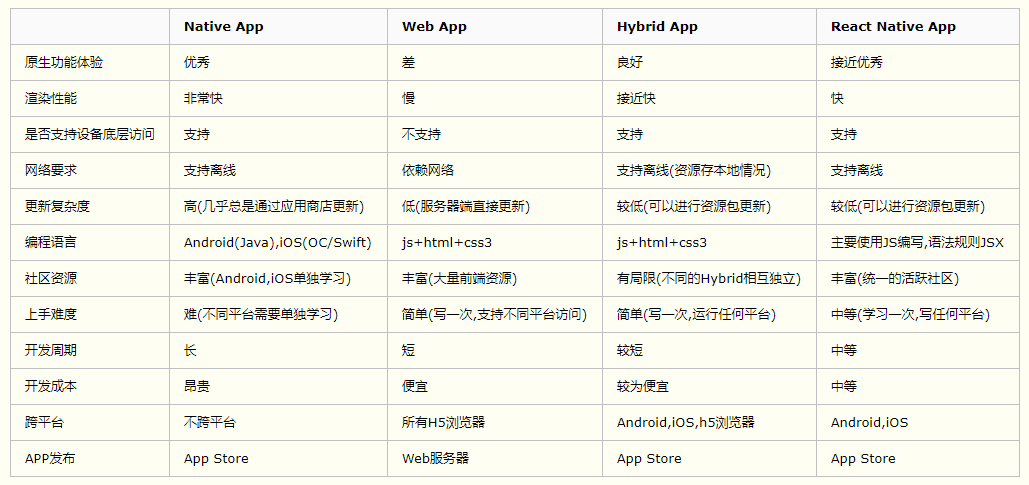 Native App Web App Hybrid App React Native App
原生功能体验 优秀 差 良好 接近优秀
渲染性能 非常快 慢 接近快 快
是否支持设备底层访问 支持 不支持 支持 支持
网络要求 支持离线 依赖网络 支持离线(资源存本地情况) 支持离线
更新复杂度 高(几乎总是通过应用商店更新) 低(服务器端直接更新) 较低(可以进行资源包更新) 较低(可以进行资源包更新)
编程语言 Android(Java),iOS(OC/Swift) js+html+css3 js+html+css3 主要使用JS编写,语法规则JSX
社区资源 丰富(Android,iOS单独学习) 丰富(大量前端资源) 有局限(不同的Hybrid相互独立) 丰富(统一的活跃社区)
上手难度 难(不同平台需要单独学习) 简单(写一次,支持不同平台访问) 简单(写一次,运行任何平台) 中等(学习一次,写任何平台)
开发周期 长 短 较短 中等
开发成本 昂贵 便宜 较为便宜 中等
跨平台 不跨平台 所有H5浏览器 Android,iOS,h5浏览器 Android,iOS
APP发布 App Store Web服务器 App Store App Store